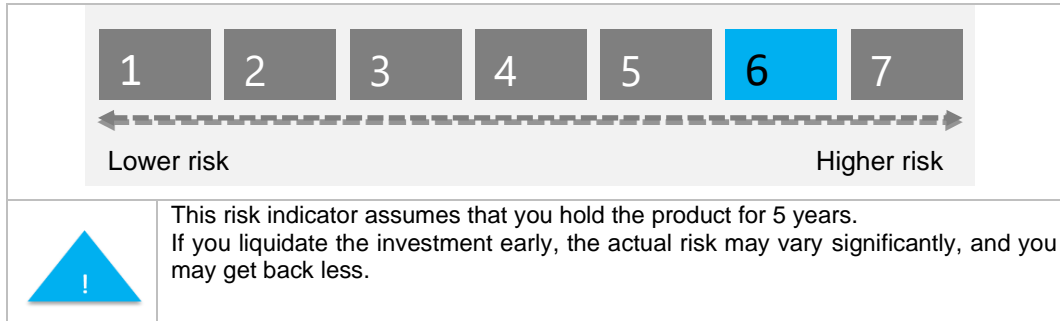 1 2 3 4 5 6 7
Lower risk Higher risk
This risk indicator assumes that you hold the product for 5 years.
If you liquidate the investment early, the actual risk may vary significantly, and you
may get back less.
!